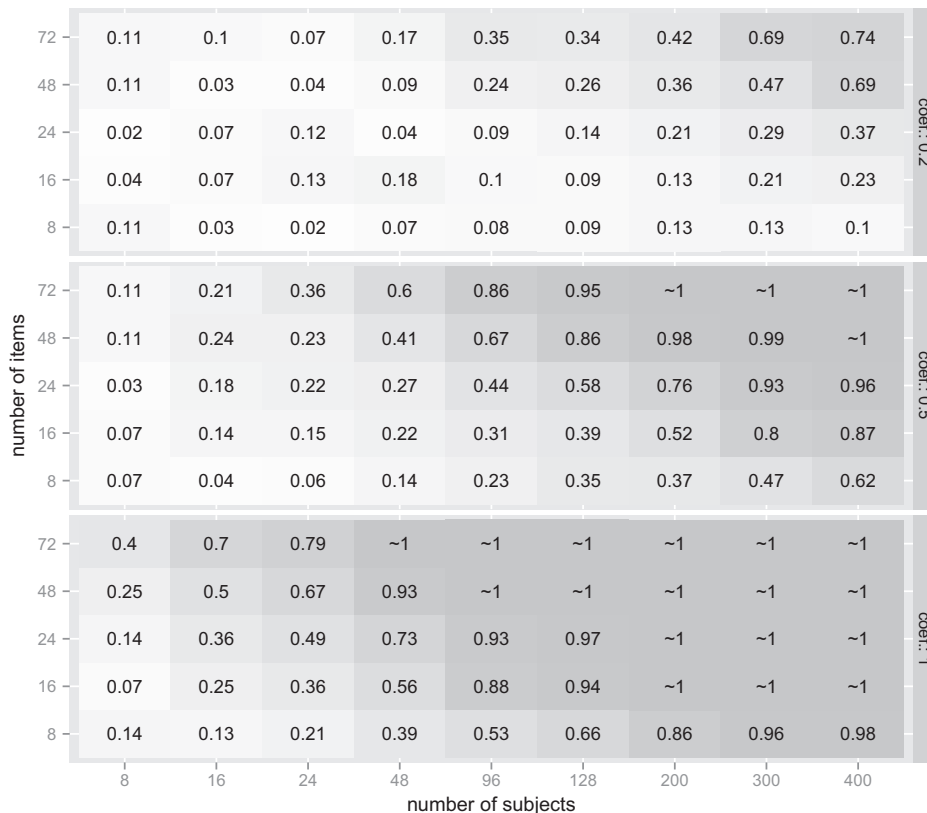 72 0.11 0.1 0.07 0.17 0.35 0.34 0.42 0.69 0.74
48 0.11 0.03 0.04 0.09 0.24 0.26 0.36 0.47 0.69
24 0.02 0.07 0.12 0.04 0.09 0.14 0.21 0.29 0.37
16 0.04 0.07 0.13 0.18 0.1 0.09 0.13 0.21 0.23
8 0.11 0.03 0.02 0.07 0.08 0.09 0.13 0.13 0.1
coef.: 0.2
number of items
72 0.11 0.21 0.36 0.6 0.86 0.95 ~1 ~1 ~1
48 0.11 0.24 0.23 0.41 0.67 0.86 0.98 0.99 ~1
24 0.03 0.18 0.22 0.27 0.44 0.58 0.76 0.93 0.96
16 0.07 0.14 0.15 0.22 0.31 0.39 0.52 0.8 0.87
8 0.07 0.04 0.06 0.14 0.23 0.35 0.37 0.47 0.62
coef.: 0.5
72 0.4 0.7 0.79 ~1 ~1 ~1 ~1 ~1 ~1
48 0.25 0.5 0.67 0.93 ~1 ~1 ~1 ~1 ~1
24 0.14 0.36 0.49 0.73 0.93 0.97 ~1 ~1 ~1
16 0.07 0.25 0.36 0.56 0.88 0.94 ~1 ~1 ~1
8 0.14 0.13 0.21 0.39 0.53 0.66 0.86 0.96 0.98
coef.: 1
8 16 24 48 96 128 200 300 400
number of subjects